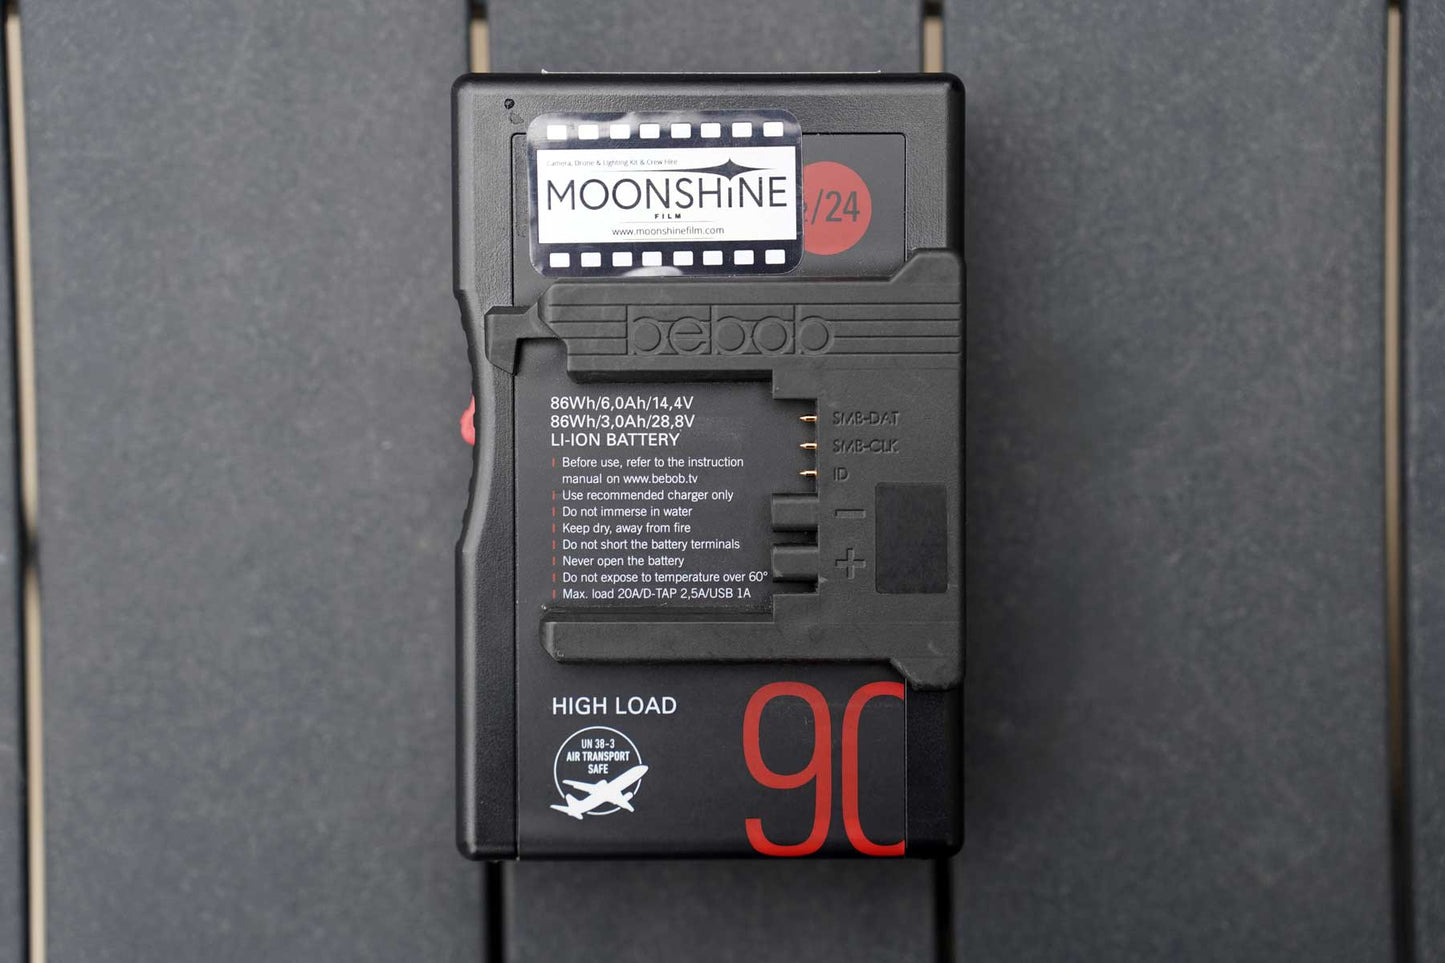 Camera, Drone & Lighting Kit & Crew Hire
MOONSHiNE
FILM
www.moonshinefilm.com
2/24
bebob
86Wh/6,0Ah/14,4V
86Wh/3,0Ah/28,8V
LI-ION BATTERY
Before use, refer to the instruction
manual on www.bebob.tv
Use recommended charger only
Do not immerse in water
Keep dry, away from fire
Do not short the battery terminals
Never open the battery
Do not expose to temperature over 60°
Max. load 20A/D-TAP 2,5A/USB 1A
SMB-DAT
SMB-CLK
ID
−
+
HIGH LOAD
UN 38-3
AIR TRANSPORT
SAFE
90